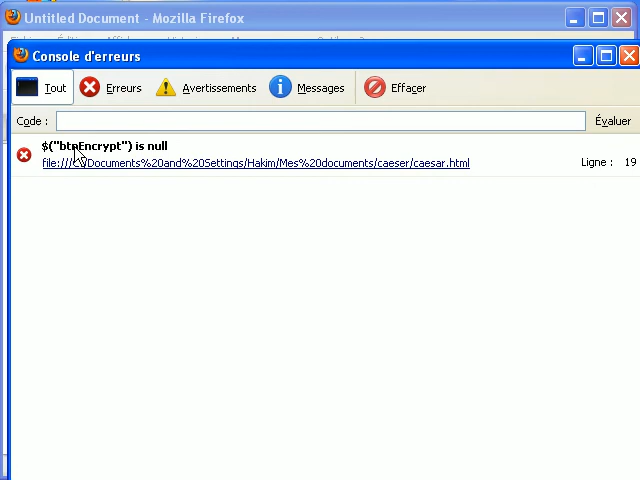 Untitled Document - Mozilla Firefox
Console d'erreurs
Tout Erreurs Avertissements Messages Effacer
Code : Évaluer
$("btnEncrypt") is null
file:///C:/Documents%20and%20Settings/Hakim/Mes%20documents/caeser/caesar.html Ligne : 19